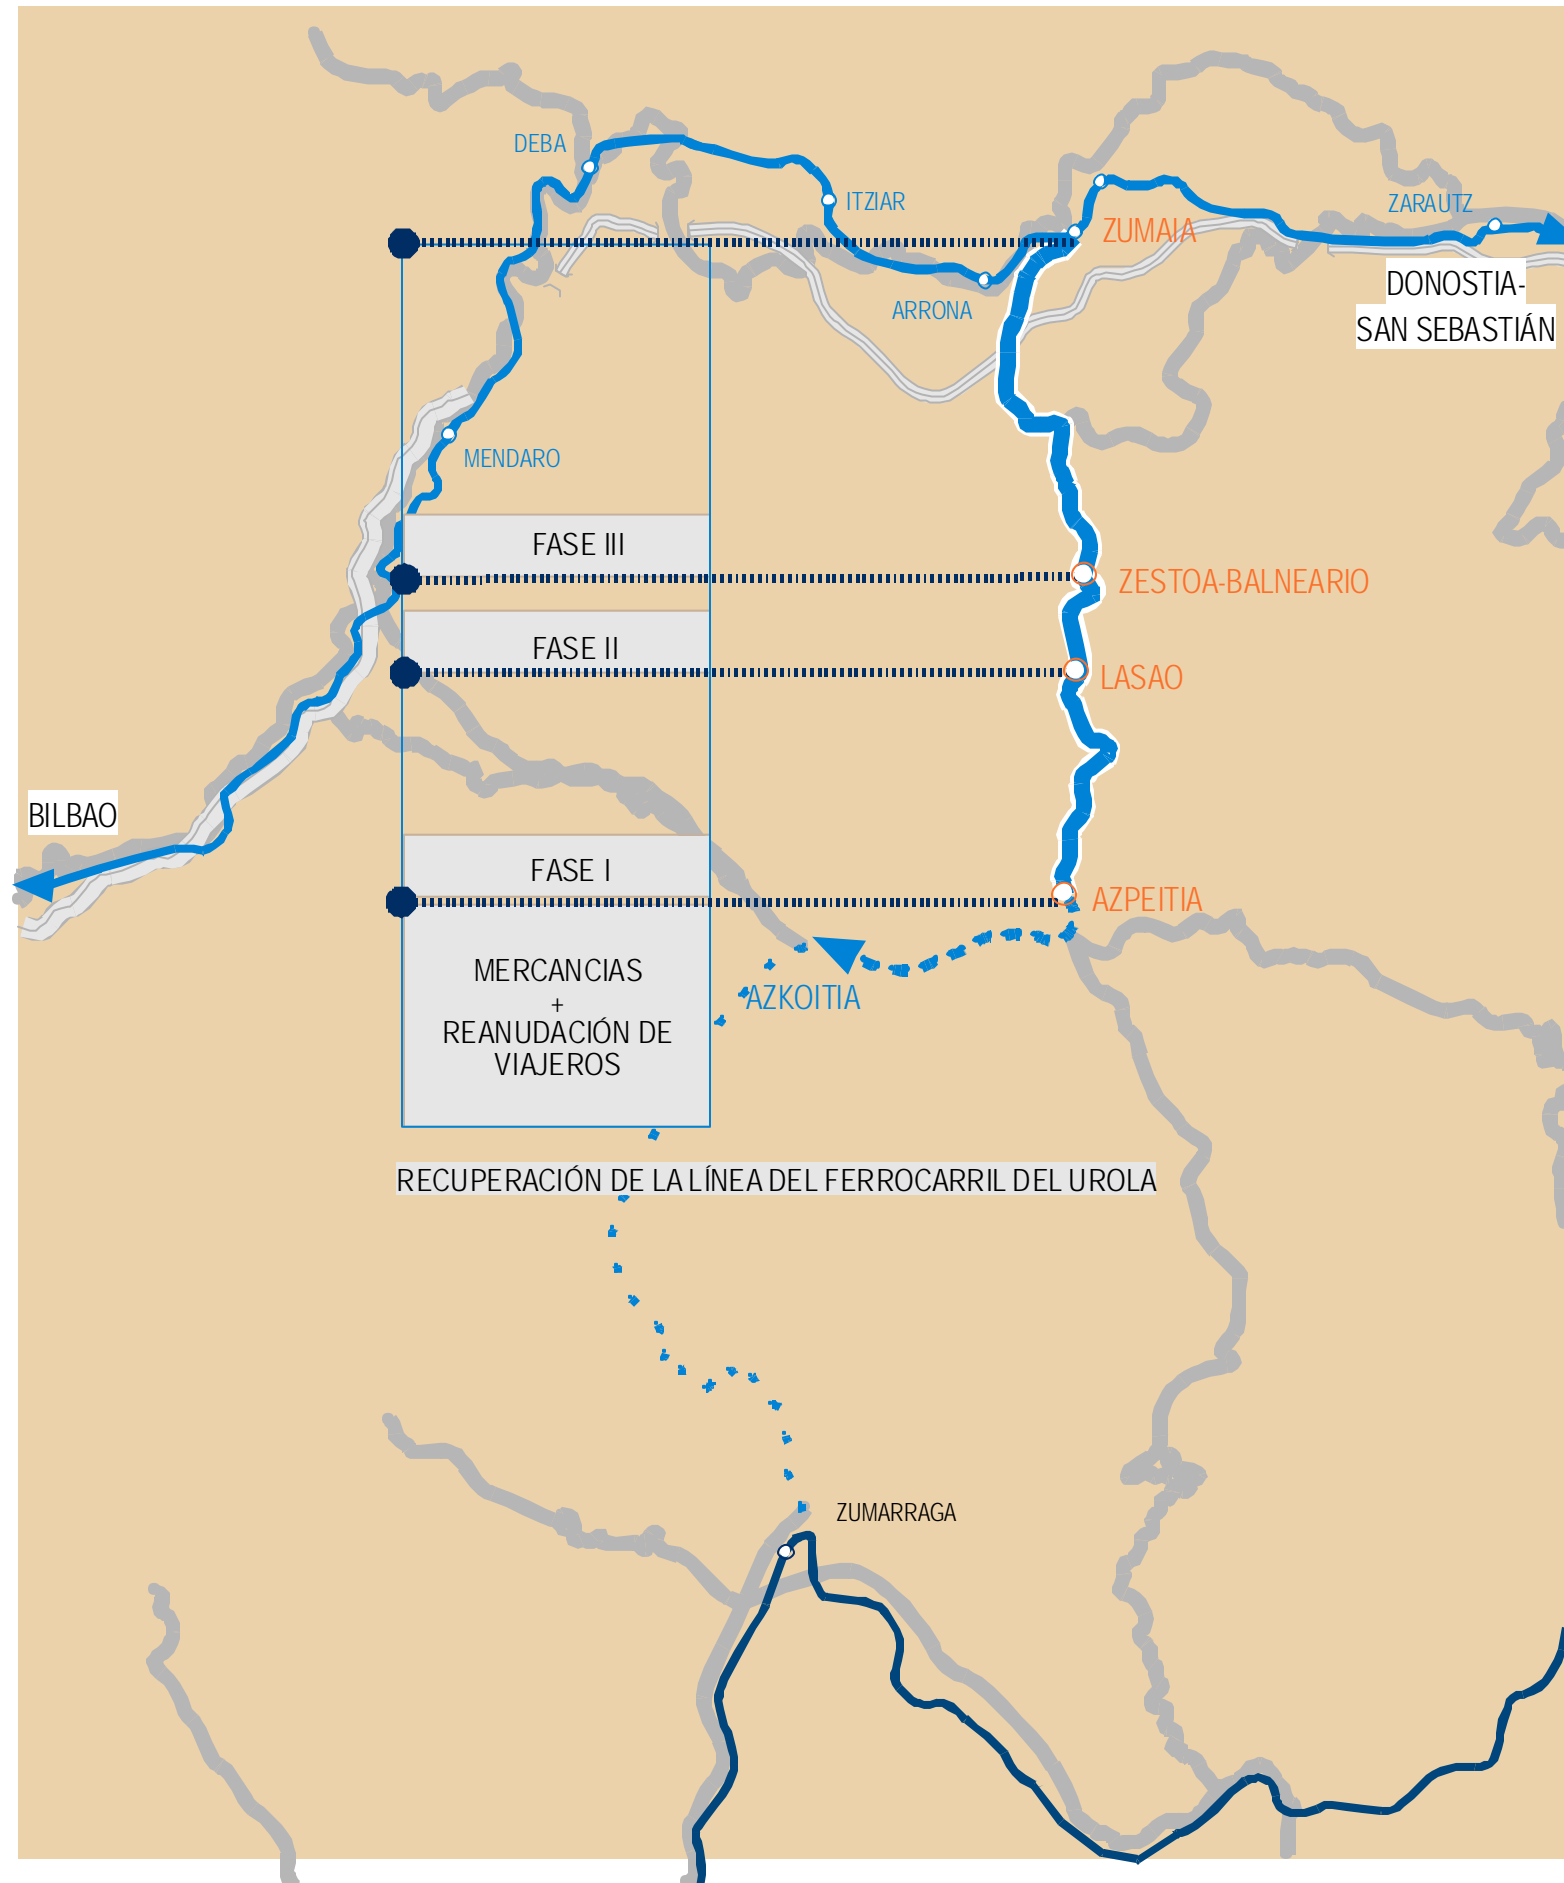 DEBA
ITZIAR
ZARAUTZ
ZUMAIA
DONOSTIA-
SAN SEBASTIÁN
ARRONA
MENDARO
FASE III
ZESTOA-BALNEARIO
FASE II
LASAO
BILBAO
FASE I
AZPEITIA
MERCANCIAS
+
REANUDACIÓN DE
VIAJEROS
AZKOITIA
RECUPERACIÓN DE LA LÍNEA DEL FERROCARRIL DEL UROLA
ZUMARRAGA